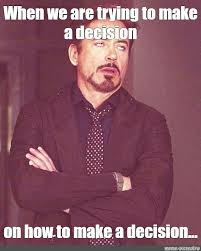 When we are trying to make
a decision
on how to make a decision...